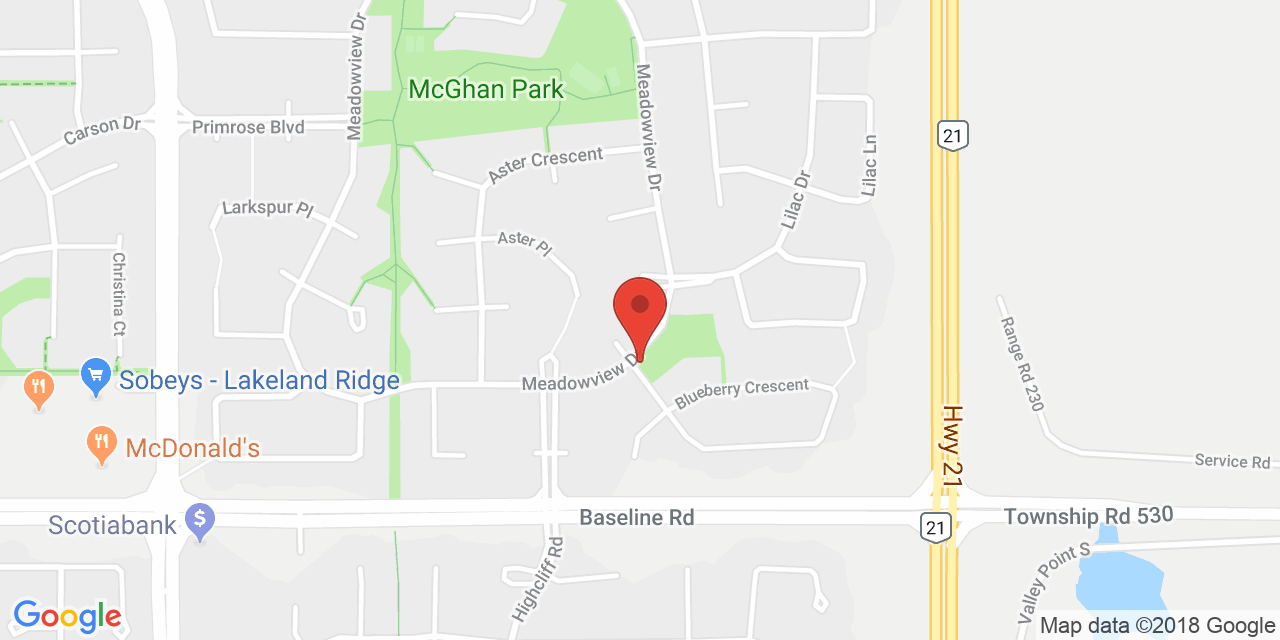 Meadowview Dr
McGhan Park
Meadowview Dr
Carson Dr
Primrose Blvd
21
Aster Crescent
Lilac Ln
Lilac Dr
Larkspur Pl
Aster Pl
Christina Ct
Range Rd 230
Sobeys - Lakeland Ridge
Meadowview Dr
Blueberry Crescent
McDonald's
Hwy 21
Service Rd
Scotiabank
$
Baseline Rd
21
Township Rd 530
Highcliff Rd
Valley Point S
Google
Map data ©2018 Google